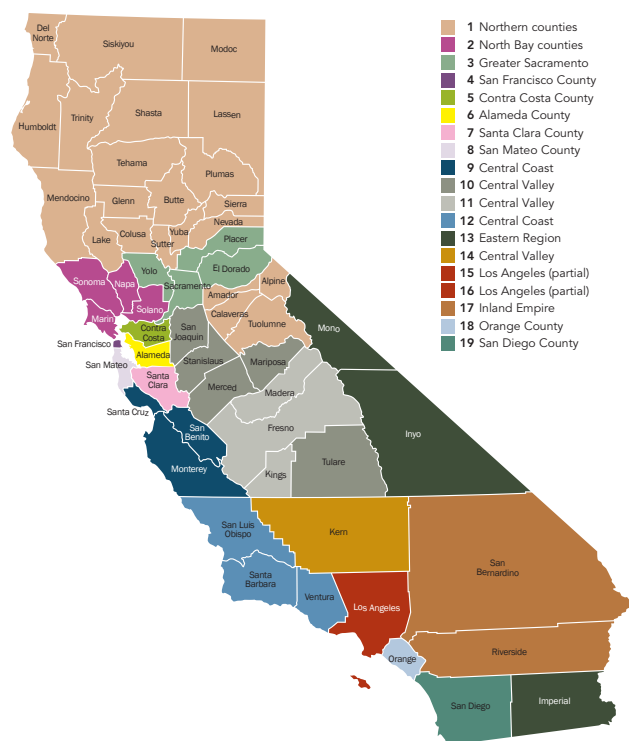 Del
Norte
Siskiyou
Modoc
Humboldt
Trinity
Shasta
Lassen
Tehama
Plumas
Mendocino
Glenn
Butte
Sierra
Nevada
Lake
Colusa
Sutter
Yuba
Placer
Yolo
El Dorado
Sonoma
Napa
Sacramento
Alpine
Solano
Amador
Marin
Calaveras
Tuolumne
Mono
San Francisco
Contra
Costa
San
Joaquin
Alameda
Stanislaus
Mariposa
San Mateo
Santa
Clara
Merced
Madera
Santa Cruz
San
Benito
Fresno
Inyo
Monterey
Kings
Tulare
San Luis
Obispo
Kern
Santa
Barbara
Ventura
Los Angeles
San
Bernardino
Orange
Riverside
San Diego
Imperial
1 Northern counties
2 North Bay counties
3 Greater Sacramento
4 San Francisco County
5 Contra Costa County
6 Alameda County
7 Santa Clara County
8 San Mateo County
9 Central Coast
10 Central Valley
11 Central Valley
12 Central Coast
13 Eastern Region
14 Central Valley
15 Los Angeles (partial)
16 Los Angeles (partial)
17 Inland Empire
18 Orange County
19 San Diego County